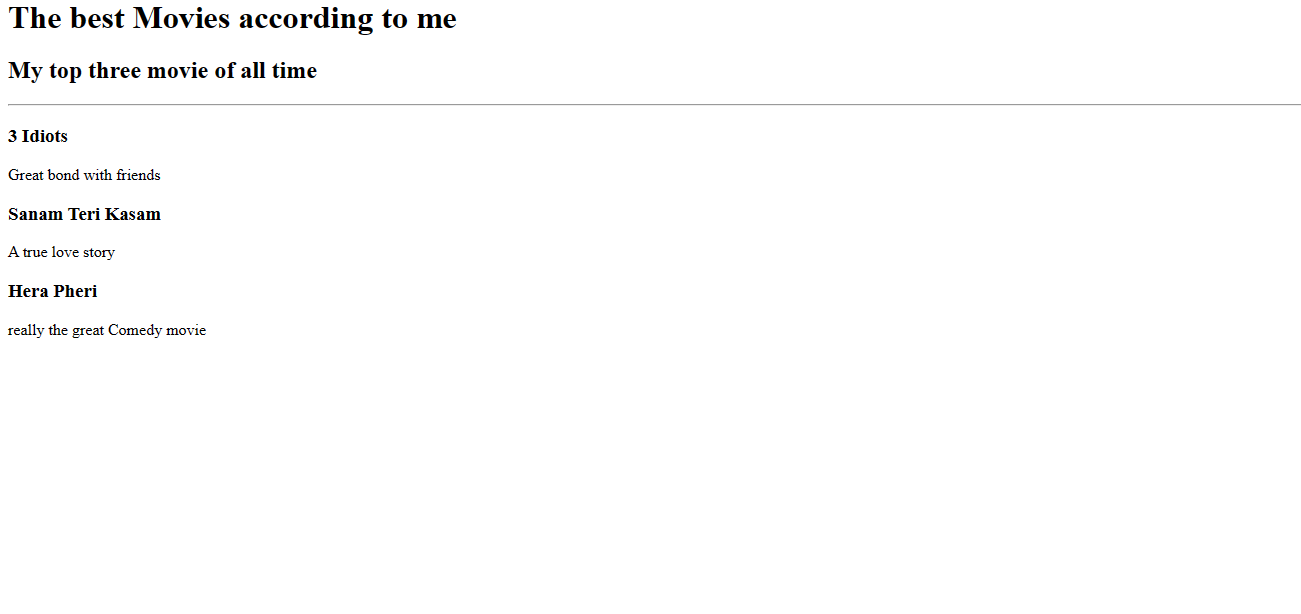 The best Movies according to me
My top three movie of all time
3 Idiots
Great bond with friends
Sanam Teri Kasam
A true love story
Hera Pheri
really the great Comedy movie